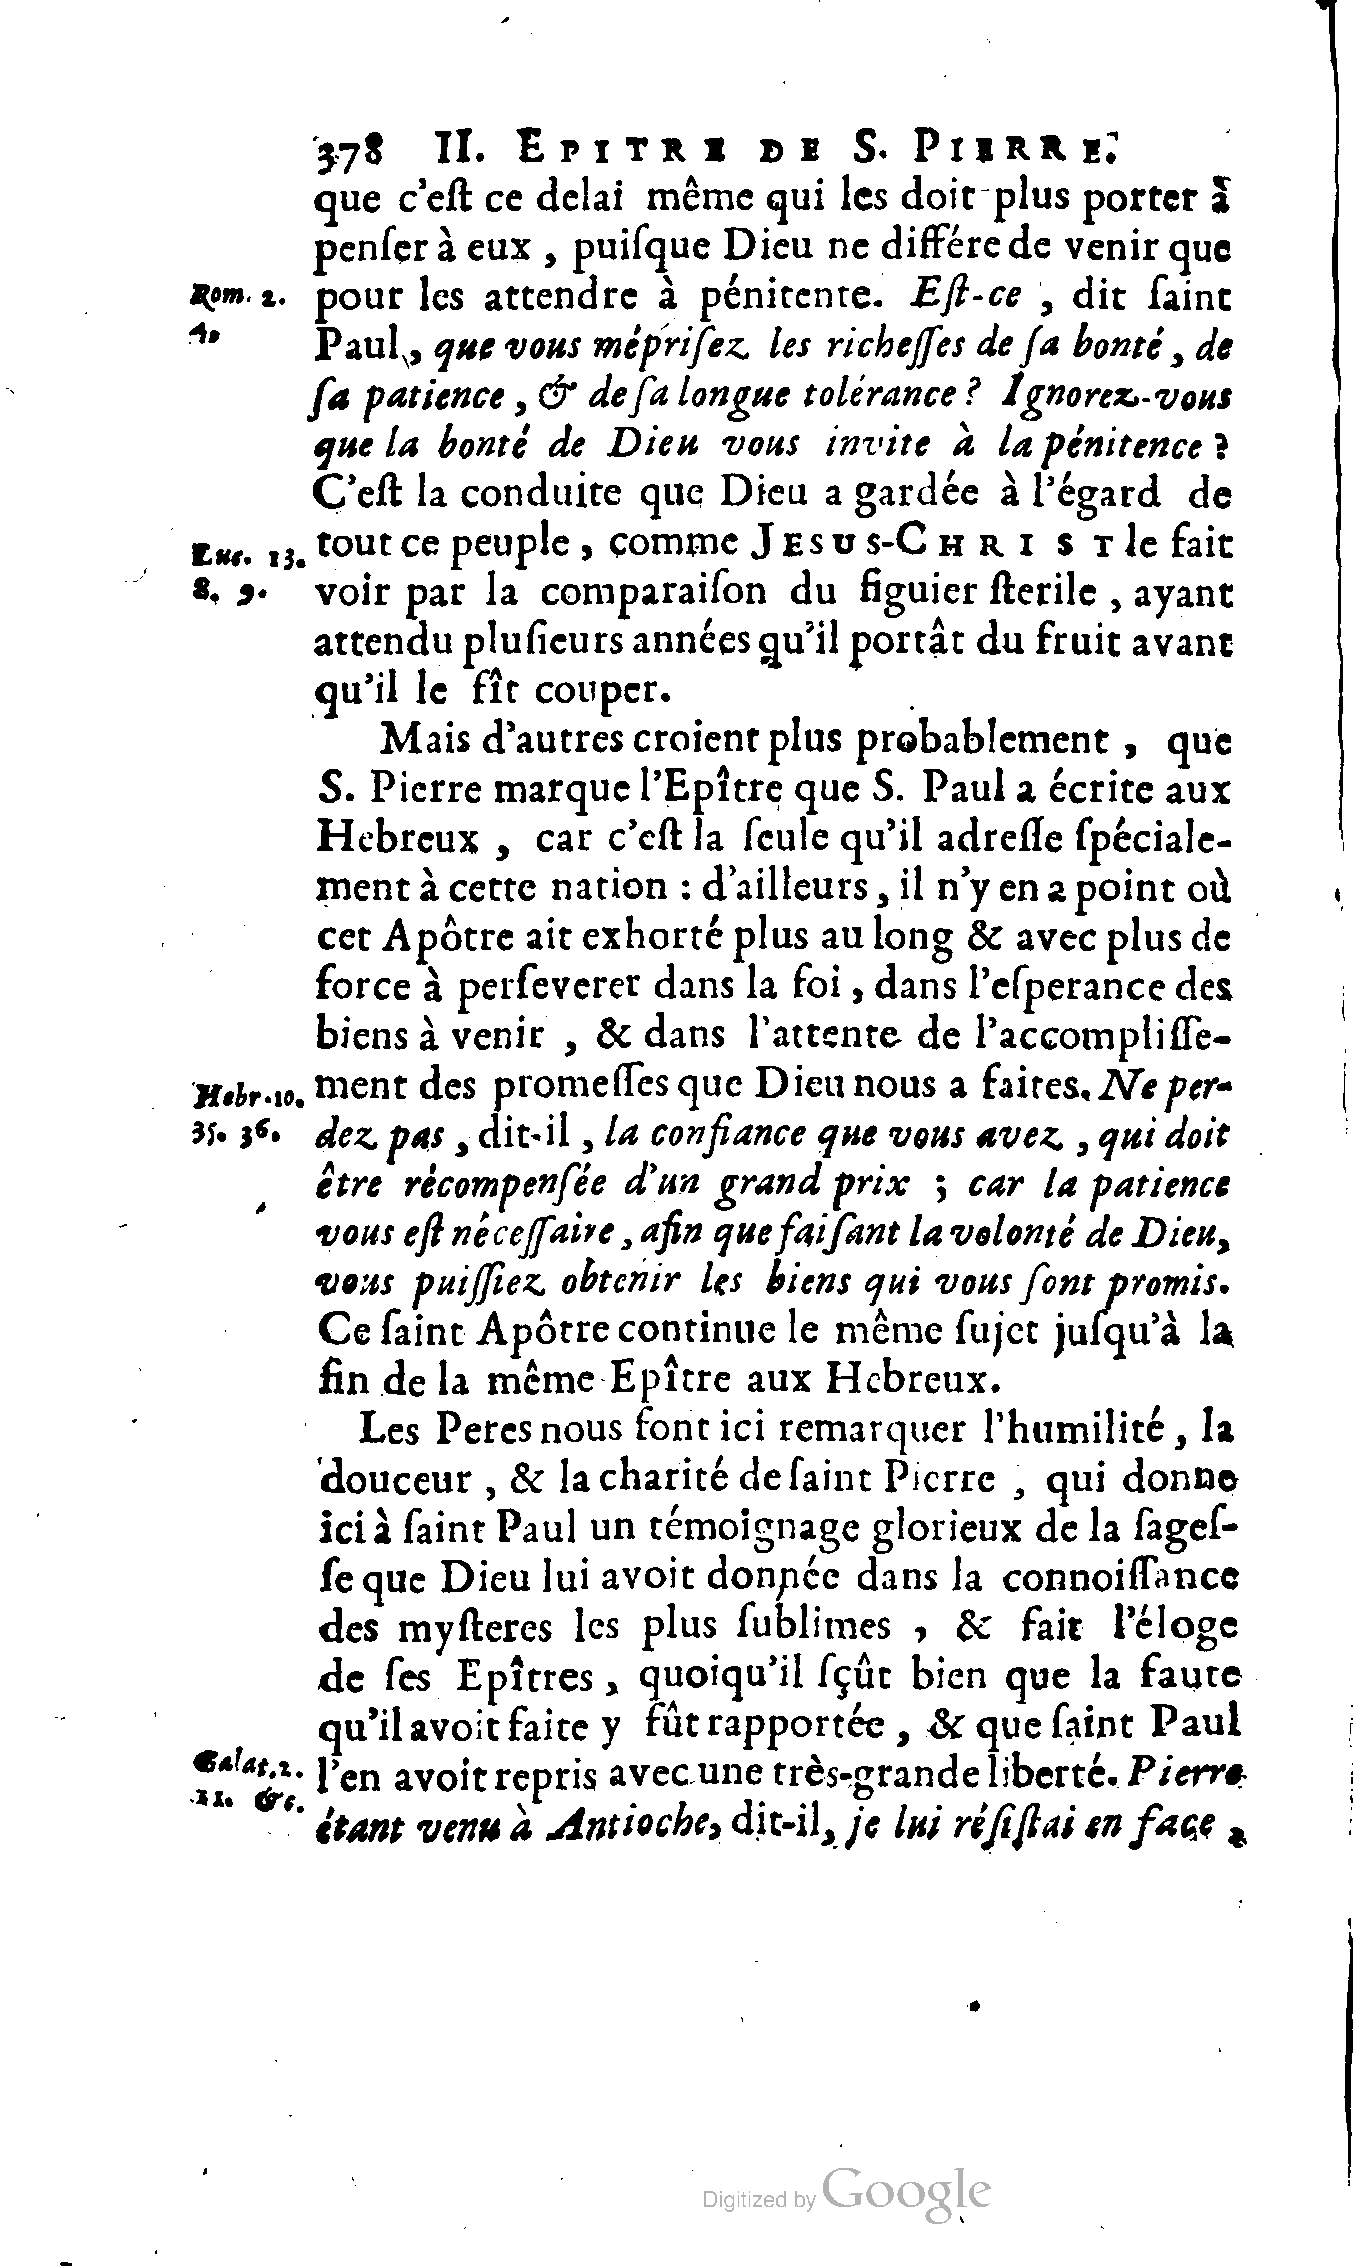 378 II. EPITRE DE S. PIERRE.
que c'eſt ce delai même qui les doit plus porter à
penſer à eux , puiſque Dieu ne différe de venir que
Rom. 2. pour les attendre à pénitente. Eſt-ce , dit ſaint
4. Paul, que vous mépriſez les richeſſes de ſa bonté , de
ſa patience , & de ſa longue tolérance ? Ignorez-vous
que la bonté de Dieu vous invite à la pénitence ?
C'eſt la conduite que Dieu a gardée à l'égard de
Luc. 13. tout ce peuple , comme JESUS-CHRIST le fait
8. 9. voir par la comparaiſon du figuier ſterile , ayant
attendu pluſieurs années qu'il portât du fruit avant
qu'il le fît couper.
Mais d'autres croient plus probablement , que
S. Pierre marque l'Epître que S. Paul a écrite aux
Hebreux , car c'eſt la ſeule qu'il adreſſe ſpéciale-
ment à cette nation : d'ailleurs , il n'y en a point où
cet Apôtre ait exhorté plus au long & avec plus de
force à perſeverer dans la foi , dans l'eſperance des
biens à venir , & dans l'attente de l'accompliſſe-
Hebr. 10. ment des promeſſes que Dieu nous a faites. Ne per-
35. 36. dez pas , dit-il , la confiance que vous avez , qui doit
être récompenſée d'un grand prix ; car la patience
vous eſt néceſſaire , afin que faiſant la volonté de Dieu,
vous puiſſiez obtenir les biens qui vous ſont promis.
Ce ſaint Apôtre continue le même ſujet juſqu'à la
fin de la même Epître aux Hebreux.
Les Peres nous font ici remarquer l'humilité , la
douceur , & la charité de ſaint Pierre , qui donne
ici à ſaint Paul un témoignage glorieux de la ſageſ-
ſe que Dieu lui avoit donnée dans la connoiſſance
des myſteres les plus ſublimes , & fait l'éloge
de ſes Epîtres , quoiqu'il ſçût bien que la faute
qu'il avoit faite y fût rapportée , & que ſaint Paul
Galat. 2. l'en avoit repris avec une très-grande liberté. Pierre
11. &c. étant venu à Antioche, dit-il, je lui réſiſtai en face ,
Digitized by Google